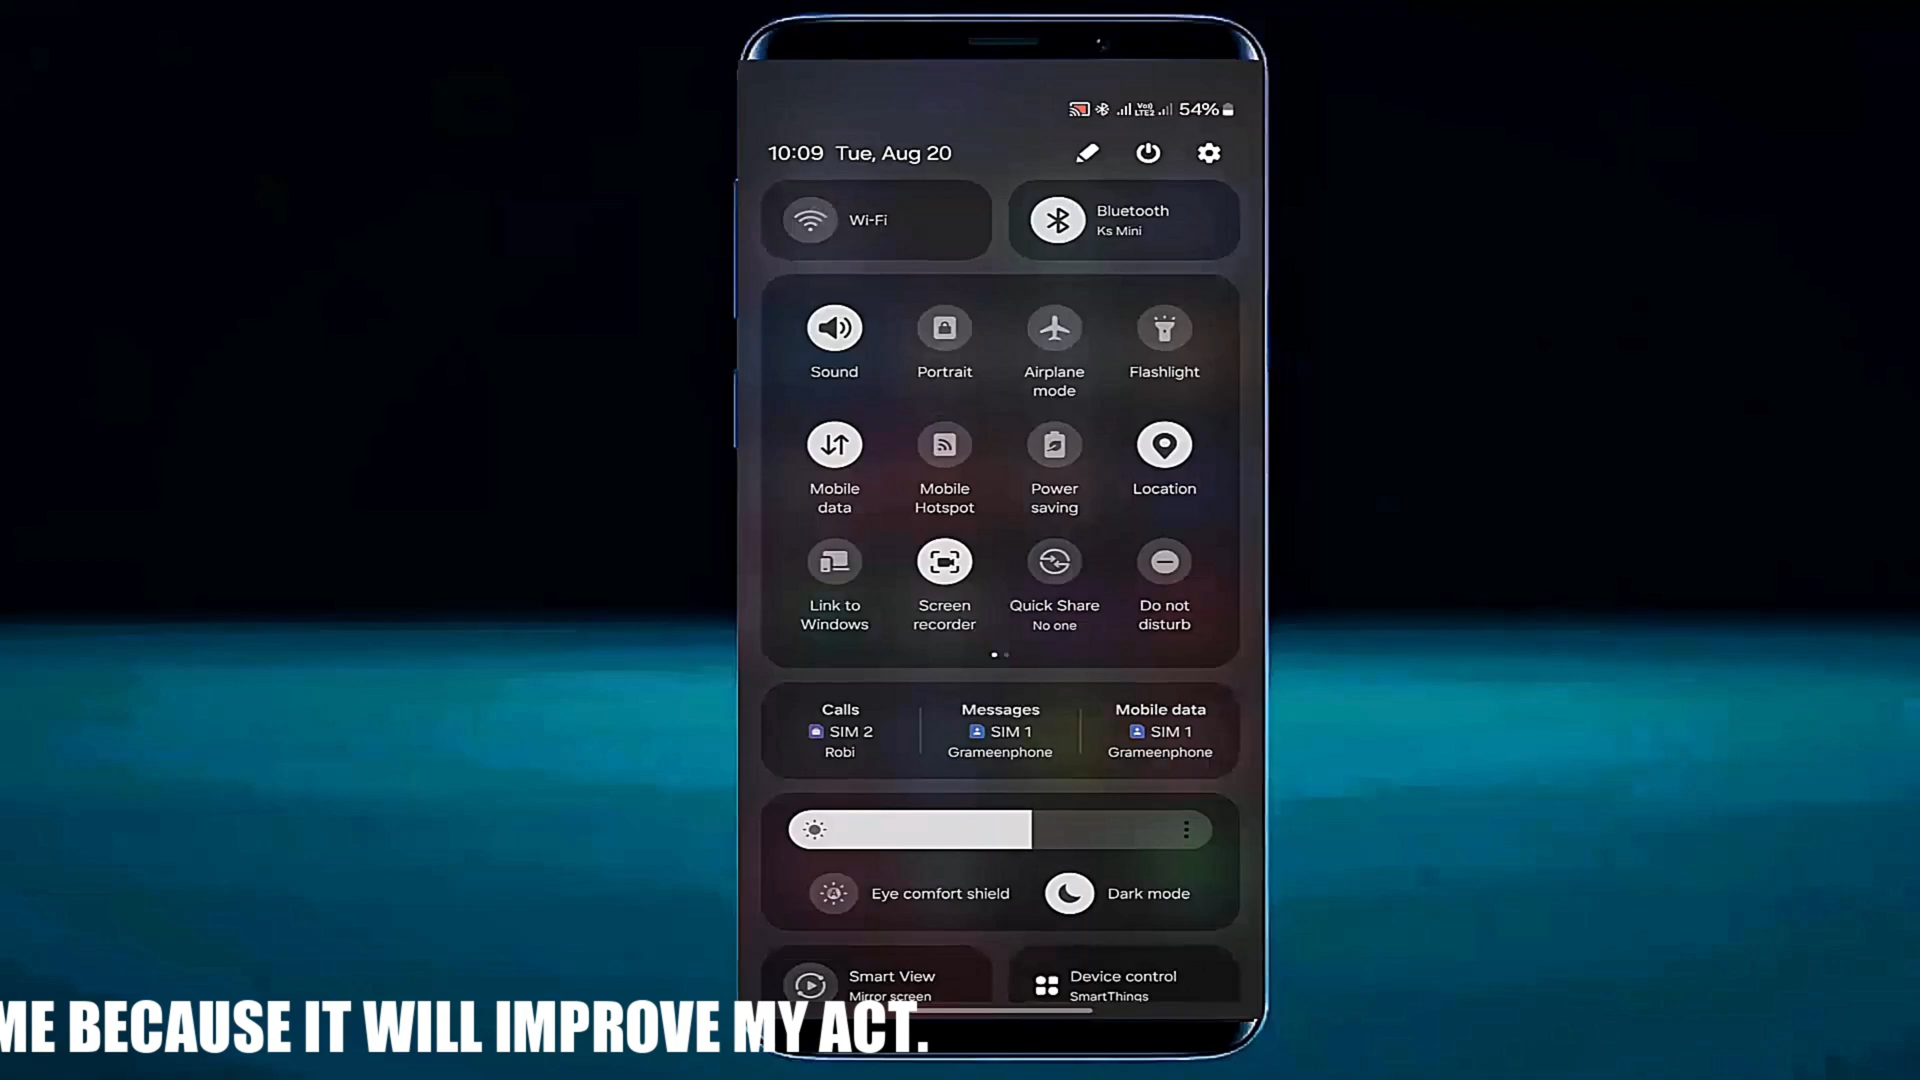 VoI) LTE2 54%
10:09 Tue, Aug 20
Wi-Fi
Bluetooth
Ks Mini
Sound Portrait Airplane mode Flashlight
Mobile data Mobile Hotspot Power saving Location
Link to Windows Screen recorder Quick Share No one Do not disturb
Calls Messages Mobile data
SIM 2 SIM 1 SIM 1
Robi Grameenphone Grameenphone
Eye comfort shield Dark mode
Smart View Device control
Mirror screen SmartThings
ME BECAUSE IT WILL IMPROVE MY ACT.